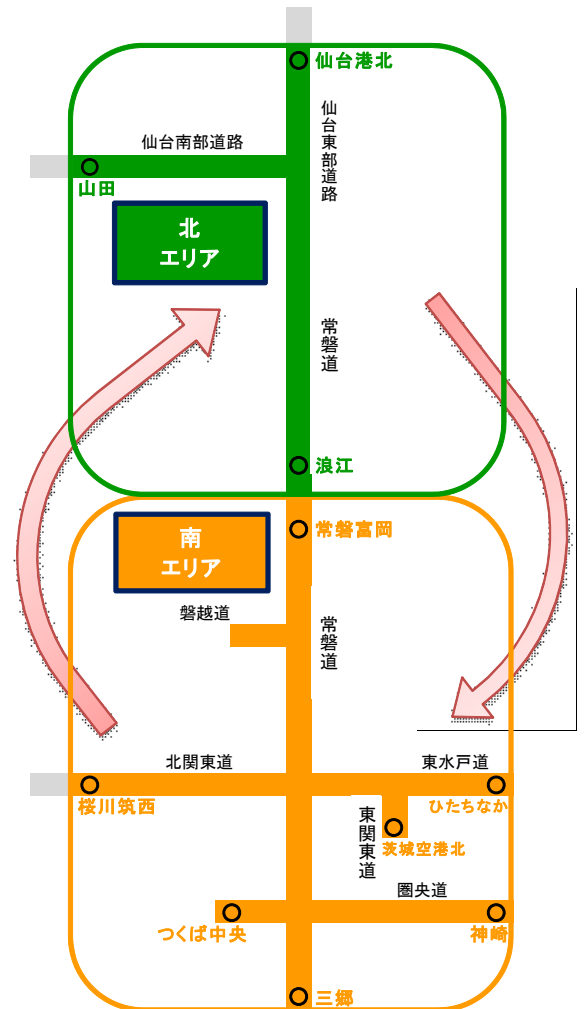 仙台港北
仙台東部道路
仙台南部道路
山田
北
エリア
常磐道
浪江
南
エリア
常磐富岡
磐越道
常磐道
北関東道
東水戸道
桜川筑西
ひたちなか
東関東道
茨城空港北
圏央道
つくば中央
神崎
三郷